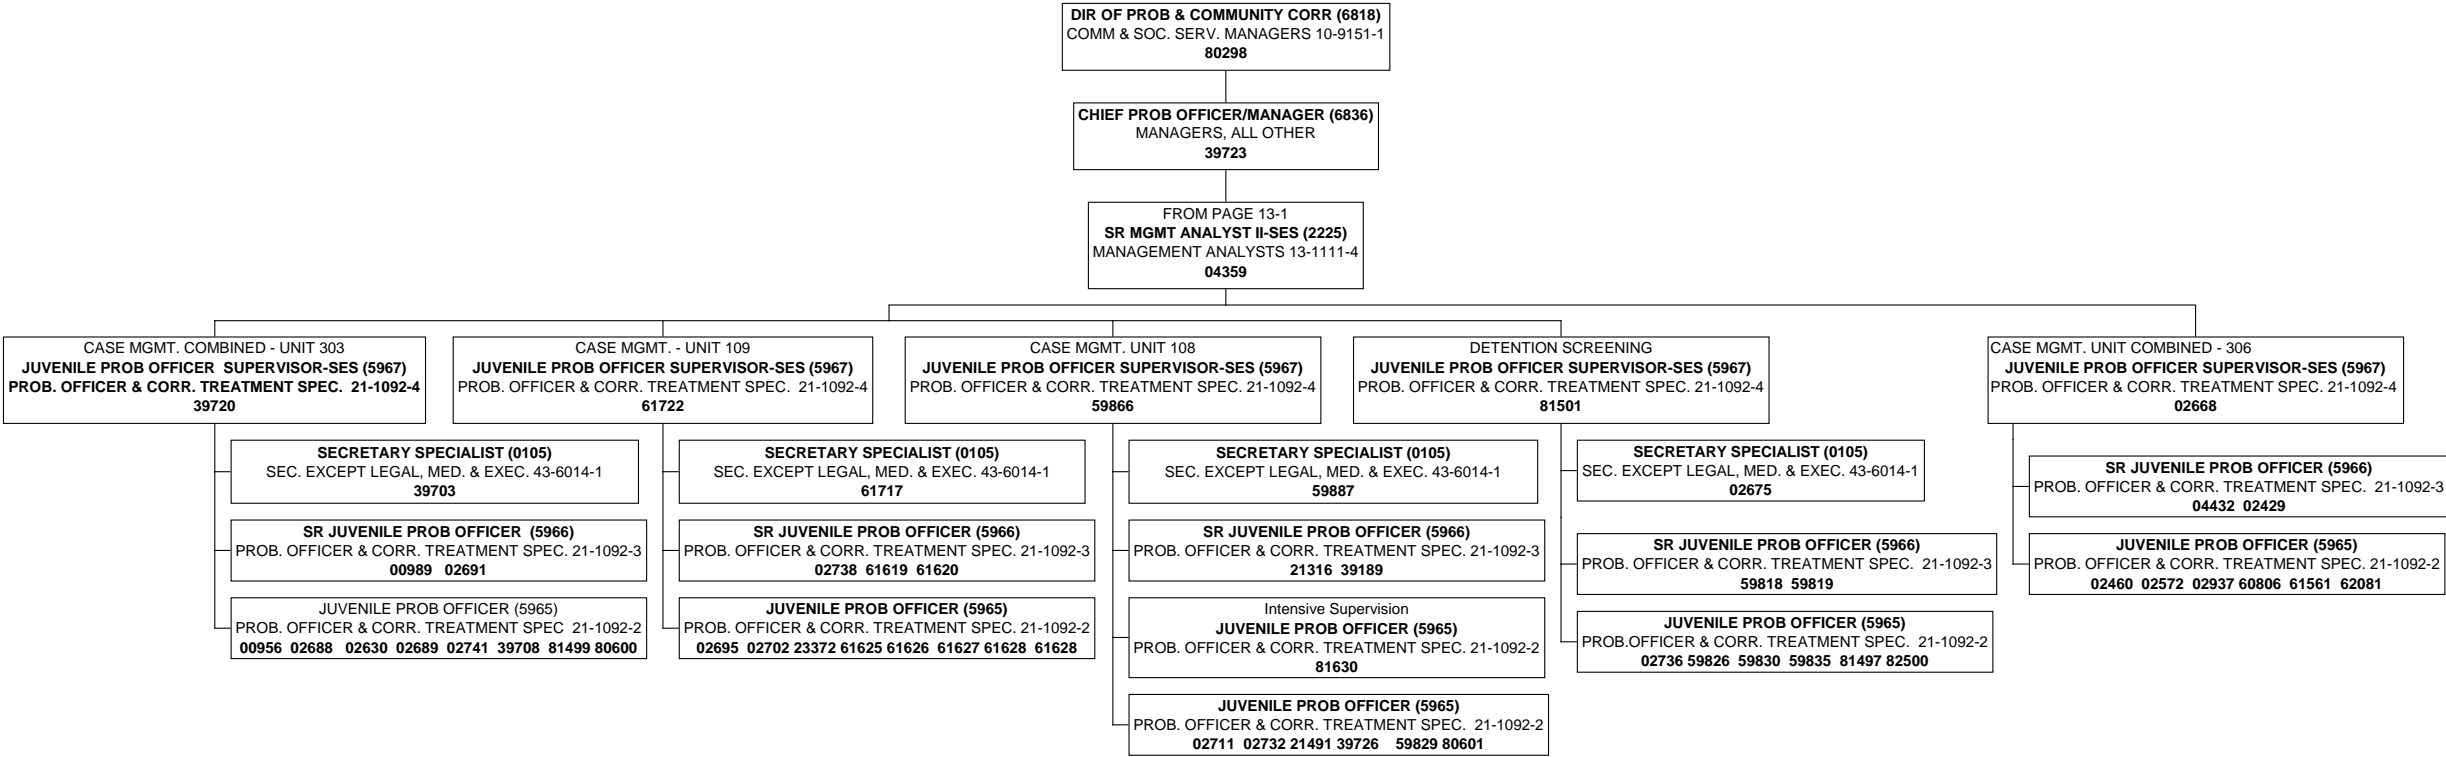 DIR OF PROB & COMMUNITY CORR (6818)
COMM & SOC. SERV. MANAGERS 10-9151-1
80298
CHIEF PROB OFFICER/MANAGER (6836)
MANAGERS, ALL OTHER
39723
FROM PAGE 13-1
SR MGMT ANALYST II-SES (2225)
MANAGEMENT ANALYSTS 13-1111-4
04359
CASE MGMT. COMBINED - UNIT 303
JUVENILE PROB OFFICER SUPERVISOR-SES (5967)
PROB. OFFICER & CORR. TREATMENT SPEC. 21-1092-4
39720
SECRETARY SPECIALIST (0105)
SEC. EXCEPT LEGAL, MED. & EXEC. 43-6014-1
39703
SR JUVENILE PROB OFFICER (5966)
PROB. OFFICER & CORR. TREATMENT SPEC. 21-1092-3
00989 02691
JUVENILE PROB OFFICER (5965)
PROB. OFFICER & CORR. TREATMENT SPEC 21-1092-2
00956 02688 02630 02689 02741 39708 81499 80600
CASE MGMT. - UNIT 109
JUVENILE PROB OFFICER SUPERVISOR-SES (5967)
PROB. OFFICER & CORR. TREATMENT SPEC. 21-1092-4
61722
SECRETARY SPECIALIST (0105)
SEC. EXCEPT LEGAL, MED. & EXEC. 43-6014-1
61717
SR JUVENILE PROB OFFICER (5966)
PROB. OFFICER & CORR. TREATMENT SPEC. 21-1092-3
02738 61619 61620
JUVENILE PROB OFFICER (5965)
PROB. OFFICER & CORR. TREATMENT SPEC. 21-1092-2
02695 02702 23372 61625 61626 61627 61628 61628
CASE MGMT. UNIT 108
JUVENILE PROB OFFICER SUPERVISOR-SES (5967)
PROB. OFFICER & CORR. TREATMENT SPEC. 21-1092-4
59866
SECRETARY SPECIALIST (0105)
SEC. EXCEPT LEGAL, MED. & EXEC. 43-6014-1
59887
SR JUVENILE PROB OFFICER (5966)
PROB. OFFICER & CORR. TREATMENT SPEC. 21-1092-3
21316 39189
Intensive Supervision
JUVENILE PROB OFFICER (5965)
PROB. OFFICER & CORR. TREATMENT SPEC. 21-1092-2
81630
JUVENILE PROB OFFICER (5965)
PROB. OFFICER & CORR. TREATMENT SPEC. 21-1092-2
02711 02732 21491 39726 59829 80601
DETENTION SCREENING
JUVENILE PROB OFFICER SUPERVISOR-SES (5967)
PROB. OFFICER & CORR. TREATMENT SPEC. 21-1092-4
81501
SECRETARY SPECIALIST (0105)
SEC. EXCEPT LEGAL, MED. & EXEC. 43-6014-1
02675
SR JUVENILE PROB OFFICER (5966)
PROB. OFFICER & CORR. TREATMENT SPEC. 21-1092-3
59818 59819
JUVENILE PROB OFFICER (5965)
PROB.OFFICER & CORR. TREATMENT SPEC. 21-1092-2
02736 59826 59830 59835 81497 82500
CASE MGMT. UNIT COMBINED - 306
JUVENILE PROB OFFICER SUPERVISOR-SES (5967)
PROB. OFFICER & CORR. TREATMENT SPEC. 21-1092-4
02668
SR JUVENILE PROB OFFICER (5966)
PROB. OFFICER & CORR. TREATMENT SPEC. 21-1092-3
04432 02429
JUVENILE PROB OFFICER (5965)
PROB. OFFICER & CORR. TREATMENT SPEC. 21-1092-2
02460 02572 02937 60806 61561 62081